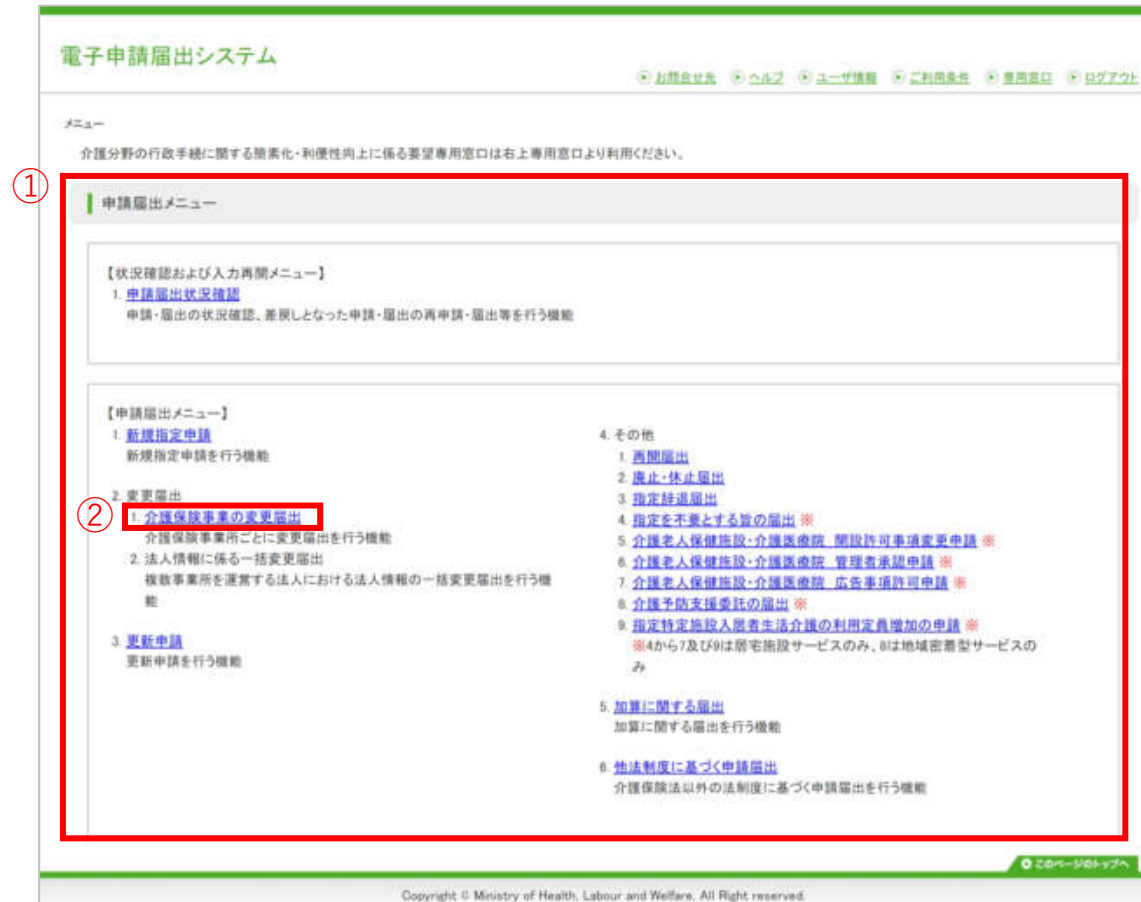 電子申請届出システム
お問合せ先 ヘルプ ユーザ情報 ご利用条件 専用窓口 ログアウト
メニュー
介護分野の行政手続に関する簡素化・利便性向上に係る要望専用窓口は右上専用窓口より利用ください。
①
申請届出メニュー
【状況確認および入力再開メニュー】
1. 申請届出状況確認
申請・届出の状況確認、差戻しとなった申請・届出の再申請・届出等を行う機能
【申請届出メニュー】
1. 新規指定申請
新規指定申請を行う機能
2. 変更届出
②
1. 介護保険事業の変更届出
介護保険事業所ごとに変更届出を行う機能
2. 法人情報に係る一括変更届出
複数事業所を運営する法人における法人情報の一括変更届出を行う機
能
3. 更新申請
更新申請を行う機能
4. その他
1. 再開届出
2. 廃止・休止届出
3. 指定辞退届出
4. 指定を不要とする旨の届出 ※
5. 介護老人保健施設・介護医療院 開設許可事項変更申請 ※
6. 介護老人保健施設・介護医療院 管理者承認申請 ※
7. 介護老人保健施設・介護医療院 広告事項許可申請 ※
8. 介護予防支援委託の届出 ※
9. 指定特定施設入居者生活介護の利用定員増加の申請 ※
※4から7及び9は居宅施設サービスのみ、8は地域密着型サービスの
み
5. 加算に関する届出
加算に関する届出を行う機能
6. 他法制度に基づく申請届出
介護保険法以外の法制度に基づく申請届出を行う機能
このページのトップへ
Copyright © Ministry of Health, Labour and Welfare. All Right reserved.